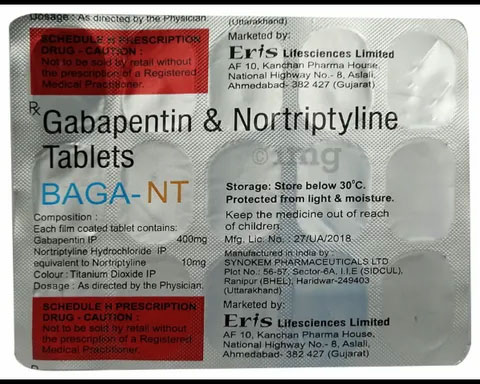 Dosage : As directed by the Physician.
SCHEDULE H PRESCRIPTION
DRUG - CAUTION :
Not to be sold by retail without
the prescription of a Registered
Medical Practitioner.
(Uttarakhand)
Marketed by:
Eris Lifesciences Limited
AF 10, Kanchan Pharma House,
National Highway No.- 8, Aslali,
Ahmedabad- 382 427 (Gujarat)
Rx
Gabapentin & Nortriptyline
Tablets
1mg
BAGA-NT
Composition :
Each film coated tablet contains:
Gabapentin IP 400mg
Nortriptyline Hydrochloride IP
equivalent to Nortriptyline 10mg
Colour : Titanium Dioxide IP
Dosage : As directed by the Physician.
Storage: Store below 30°C.
Protected from light & moisture.
Keep the medicine out of reach
of children.
Mfg. Lic. No. : 27/UA/2018
Manufactured in India by :
SYNOKEM PHARMACEUTICALS LTD
Plot No.: 56-57, Sector-6A, I.I.E (SIDCUL),
Ranipur (BHEL), Haridwar-249403
(Uttarakhand)
SCHEDULE H PRESCRIPTION
DRUG - CAUTION :
Not to be sold by retail without
the prescription of a Registered
Medical Practitioner.
Marketed by:
Eris Lifesciences Limited
AF 10, Kanchan Pharma House,
National Highway No.- 8, Aslali,
Ahmedabad- 382 427 (Gujarat)